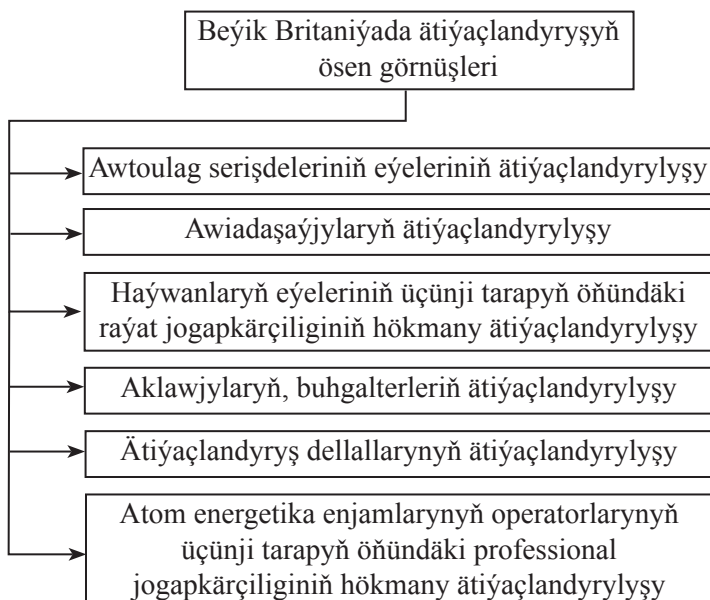 Beýik Britaniýada ätiýaçlandyryşyň
ösen görnüşleri
Awtoulag serişdeleriniň eýeleriniň ätiýaçlandyrylyşy
Awiadaşaýjylaryň ätiýaçlandyrylyşy
Haýwanlaryň eýeleriniň üçünji tarapyň öňündäki
raýat jogapkärçiliginiň hökmany ätiýaçlandyrylyşy
Aklawjylaryň, buhgalterleriň ätiýaçlandyrylyşy
Ätiýaçlandyryş dellallarynyň ätiýaçlandyrylyşy
Atom energetika enjamlarynyň operatorlarynyň
üçünji tarapyň öňündäki professional
jogapkärçiliginiň hökmany ätiýaçlandyrylyşy